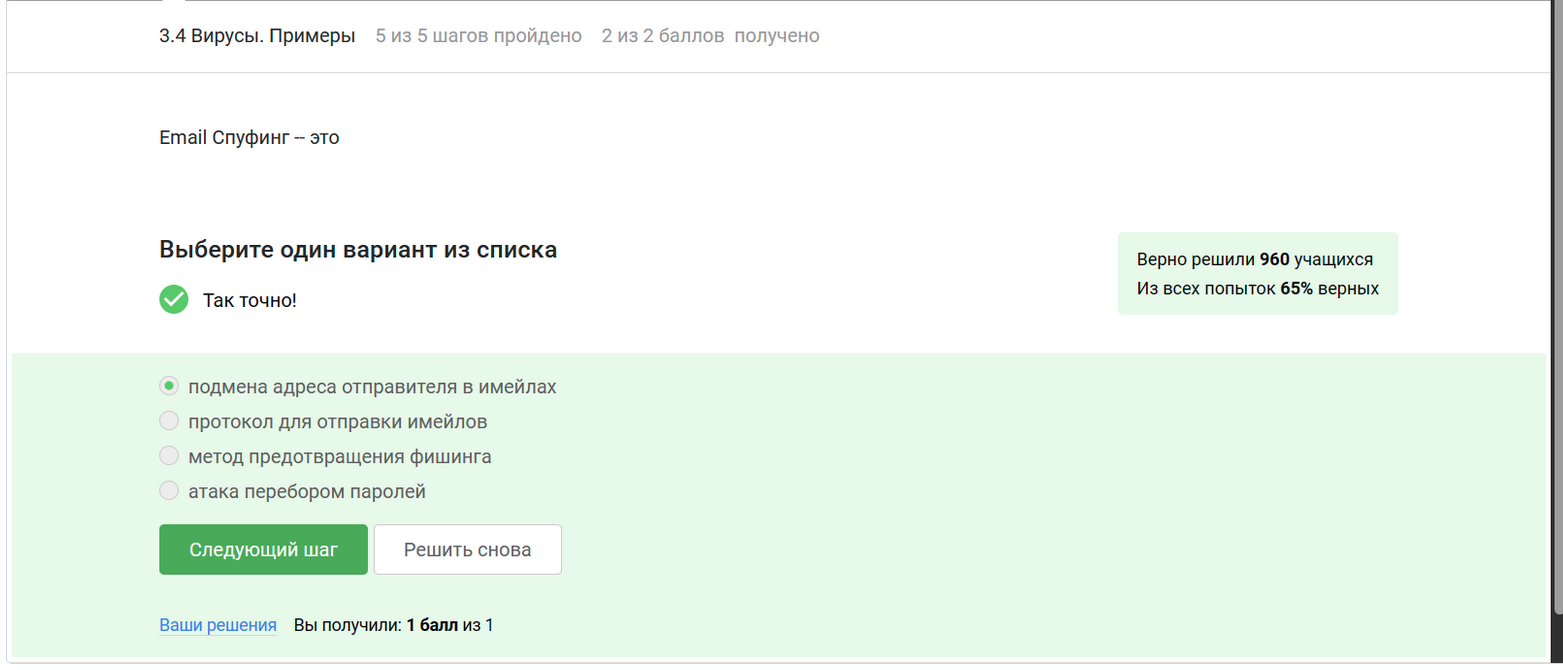 3.4 Вирусы. Примеры 5 из 5 шагов пройдено 2 из 2 баллов получено
Email Спуфинг -- это
Выберите один вариант из списка
Так точно!
Верно решили 960 учащихся
Из всех попыток 65% верных
подмена адреса отправителя в имейлах
протокол для отправки имейлов
метод предотвращения фишинга
атака перебором паролей
Следующий шаг Решить снова
Ваши решения Вы получили: 1 балл из 1